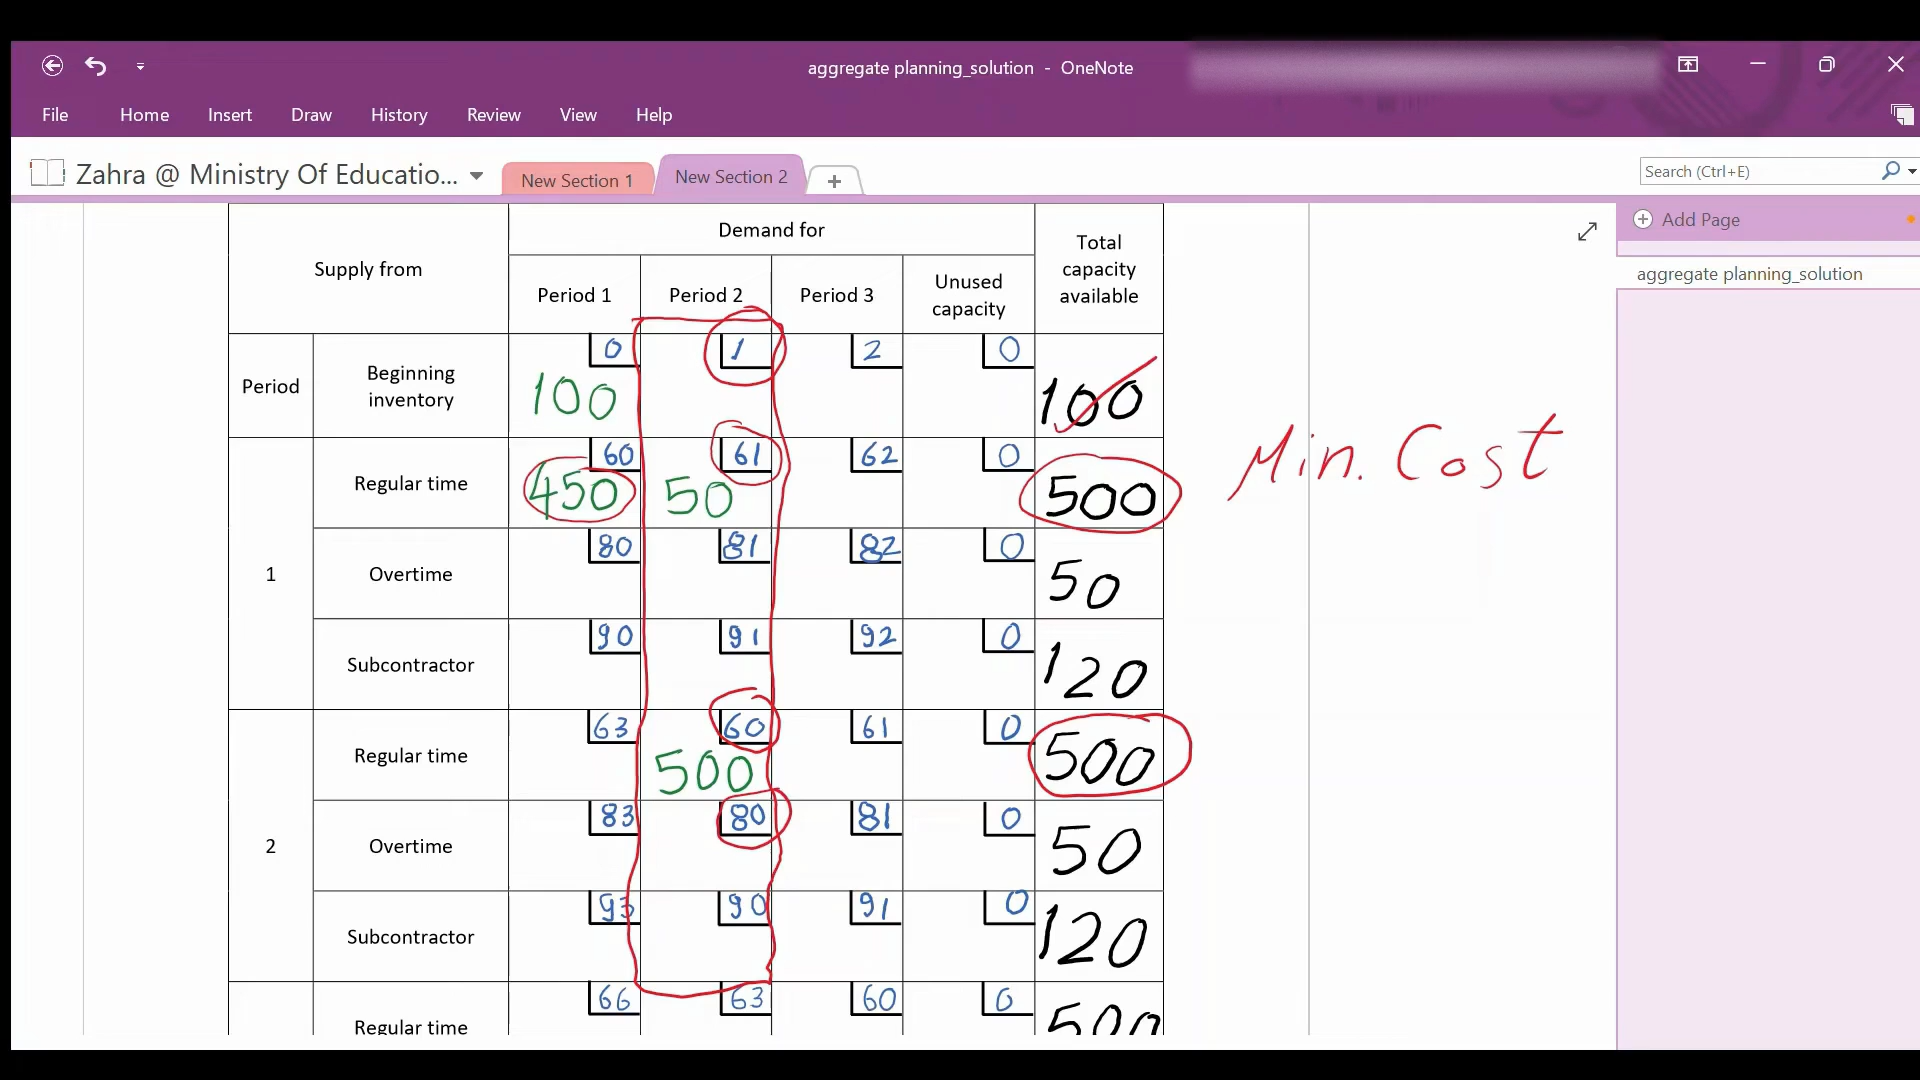 aggregate planning_solution - OneNote
File Home Insert Draw History Review View Help
Zahra @ Ministry Of Educatio...
New Section 1
New Section 2
Search (Ctrl+E)
Add Page
aggregate planning_solution
Supply from
Demand for
Total capacity available
Period 1
Period 2
Period 3
Unused capacity
Period
Beginning inventory
0 1 2 0
100
100
Min. Cost
1
Regular time
60 61 62 0
450 50
500
Overtime
80 81 82 0
50
Subcontractor
90 91 92 0
120
2
Regular time
63 60 61 0
500
500
Overtime
83 80 81 0
50
Subcontractor
93 90 91 0
120
Regular time
66 63 60 0
500